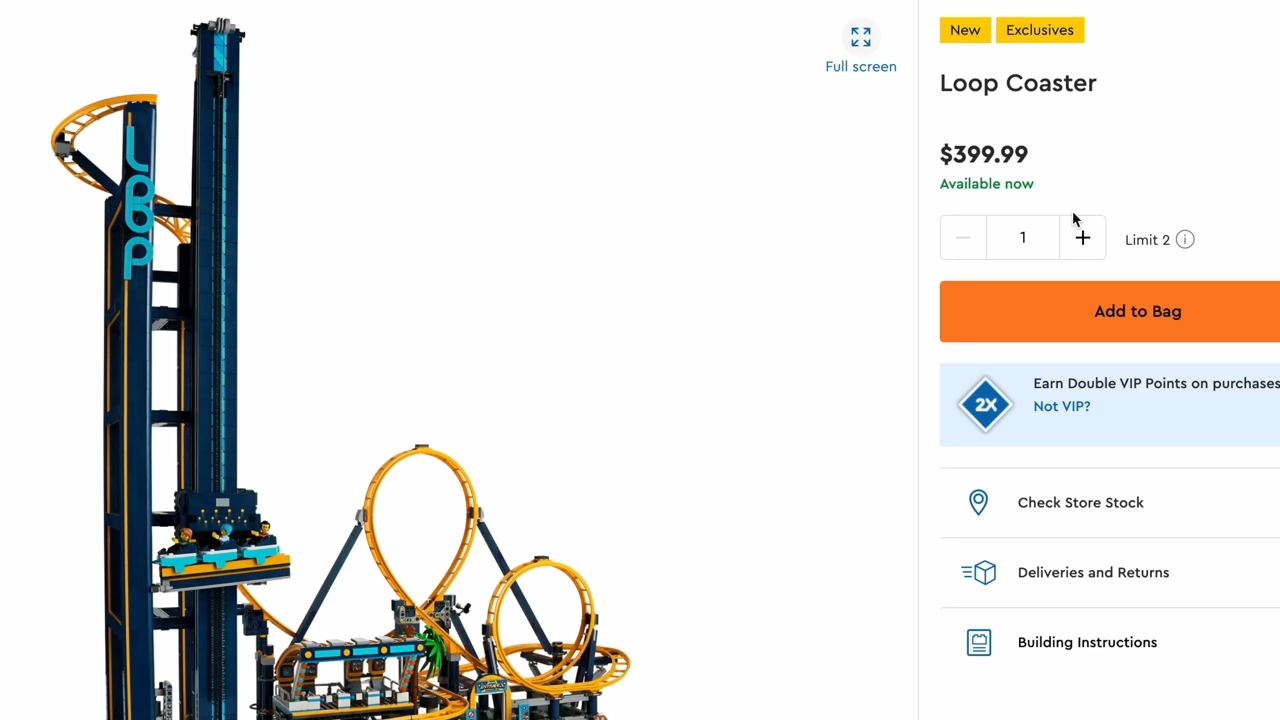 New
Exclusives
Full screen
Loop Coaster
LOOP
$399.99
Available now
1
Limit 2
Add to Bag
2X
Earn Double VIP Points on purchases
Not VIP?
Check Store Stock
Deliveries and Returns
Building Instructions